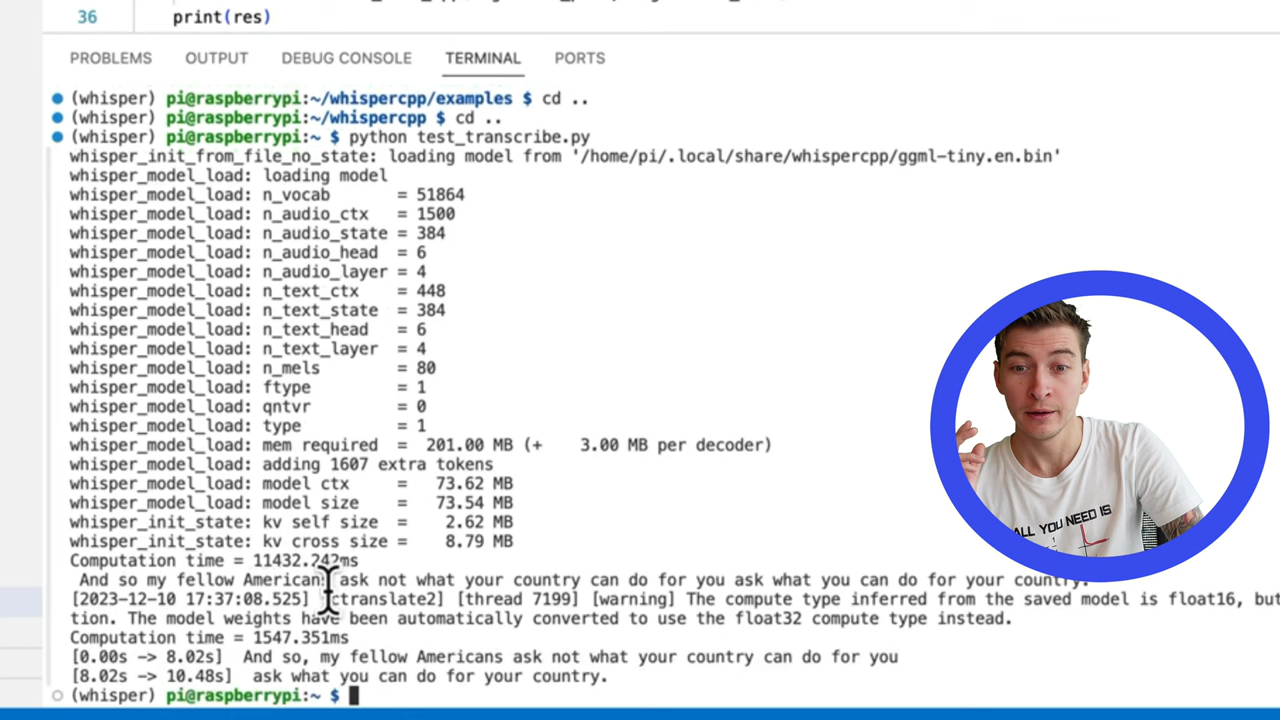 36 print(res)
PROBLEMS OUTPUT DEBUG CONSOLE TERMINAL PORTS
(whisper) pi@raspberrypi:~/whispercpp/examples $ cd ..
(whisper) pi@raspberrypi:~/whispercpp $ cd ..
(whisper) pi@raspberrypi:~ $ python test_transcribe.py
whisper_init_from_file_no_state: loading model from '/home/pi/.local/share/whispercpp/ggml-tiny.en.bin'
whisper_model_load: loading model
whisper_model_load: n_vocab = 51864
whisper_model_load: n_audio_ctx = 1500
whisper_model_load: n_audio_state = 384
whisper_model_load: n_audio_head = 6
whisper_model_load: n_audio_layer = 4
whisper_model_load: n_text_ctx = 448
whisper_model_load: n_text_state = 384
whisper_model_load: n_text_head = 6
whisper_model_load: n_text_layer = 4
whisper_model_load: n_mels = 80
whisper_model_load: ftype = 1
whisper_model_load: qntvr = 0
whisper_model_load: type = 1
whisper_model_load: mem required = 201.00 MB (+ 3.00 MB per decoder)
whisper_model_load: adding 1607 extra tokens
whisper_model_load: model ctx = 73.62 MB
whisper_model_load: model size = 73.54 MB
whisper_init_state: kv self size = 2.62 MB
whisper_init_state: kv cross size = 8.79 MB
Computation time = 11432.242ms
And so my fellow Americans ask not what your country can do for you ask what you can do for your country.
[2023-12-10 17:37:08.525] [ctranslate2] [thread 7199] [warning] The compute type inferred from the saved model is float16, but
tion. The model weights have been automatically converted to use the float32 compute type instead.
Computation time = 1547.351ms
[0.00s -> 8.02s] And so, my fellow Americans ask not what your country can do for you
[8.02s -> 10.48s] ask what you can do for your country.
(whisper) pi@raspberrypi:~ $
ALL YOU NEED IS